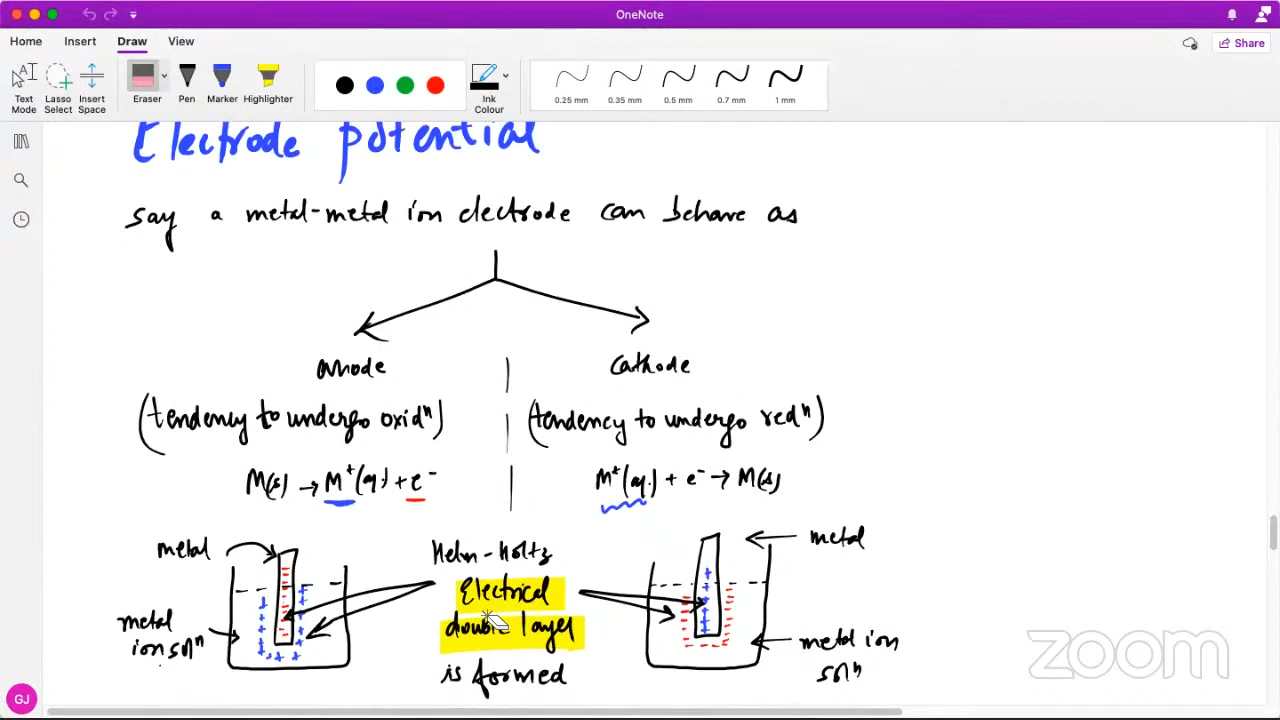 OneNote
Home Insert Draw View
Share
Text Mode
Lasso Select
Insert Space
Eraser
Pen
Marker
Highlighter
Ink Colour
0.25 mm
0.35 mm
0.5 mm
0.7 mm
1 mm
Electrode potential
say a metal-metal ion electrode can behave as
anode
cathode
(tendency to undergo oxidⁿ)
(tendency to undergo redⁿ)
M(s) → M⁺(aq.) + e⁻
M⁺(aq.) + e⁻ → M(s)
metal
metal ion solⁿ
Helm-holtz
Electrical
double layer
is formed
metal
metal ion
solⁿ
zoom
GJ